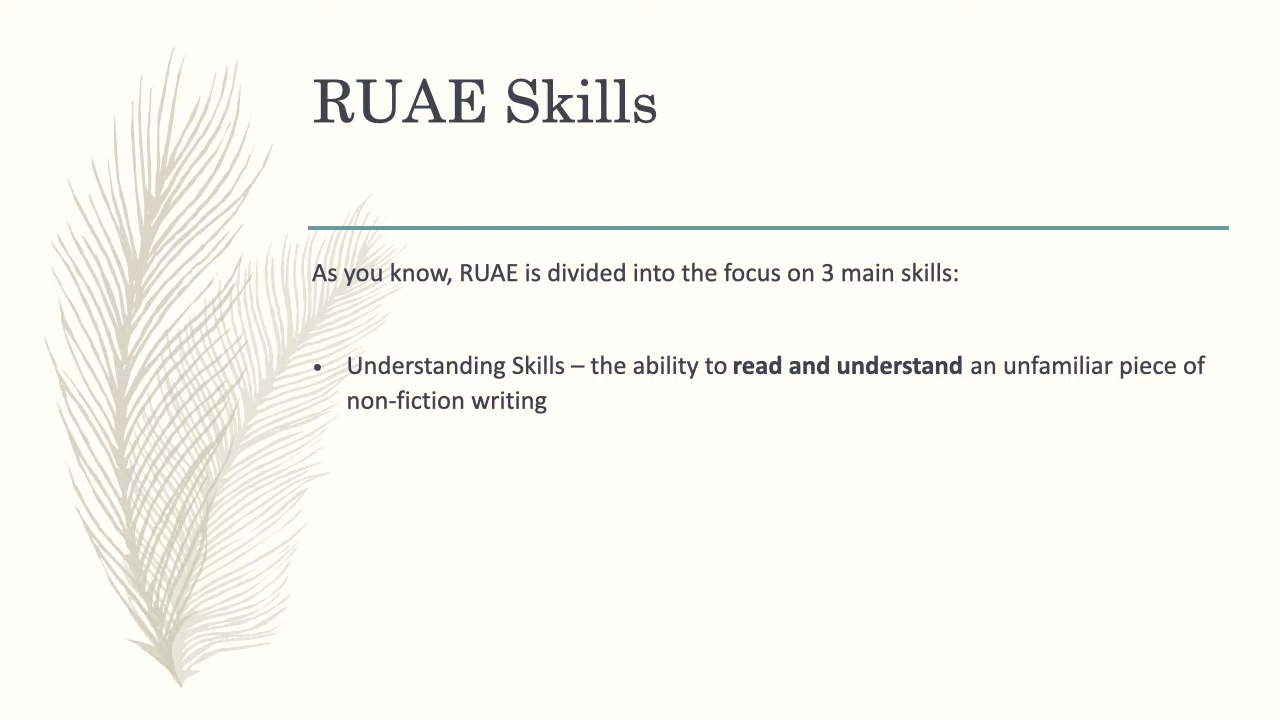 RUAE Skills
As you know, RUAE is divided into the focus on 3 main skills:
• Understanding Skills – the ability to read and understand an unfamiliar piece of
non-fiction writing